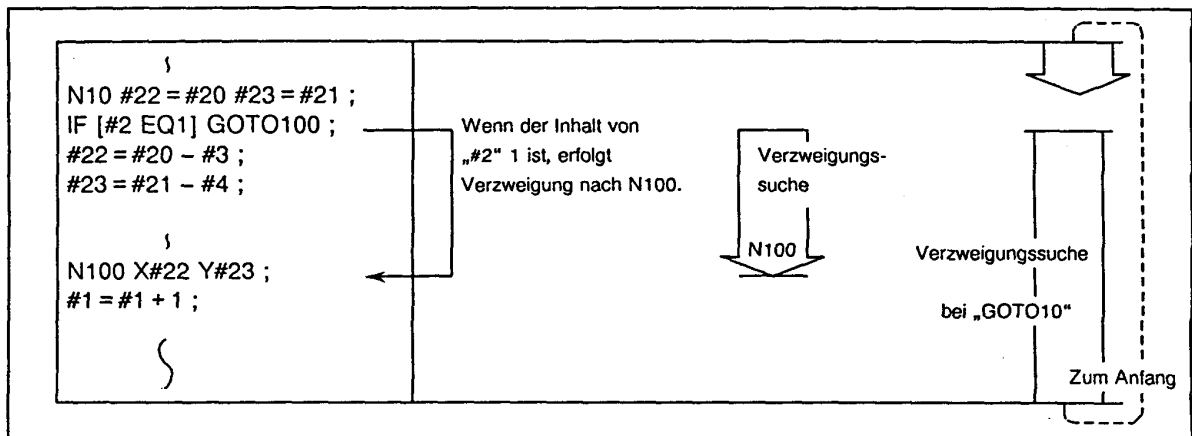 N10 #22 = #20 #23 = #21 ;
IF [#2 EQ1] GOTO100 ;
#22 = #20 – #3 ;
#23 = #21 – #4 ;
N100 X#22 Y#23 ;
#1 = #1 + 1 ;
Wenn der Inhalt von
„#2“ 1 ist, erfolgt
Verzweigung nach N100.
Verzweigungs-
suche
N100
Verzweigungssuche
bei „GOTO10“
Zum Anfang